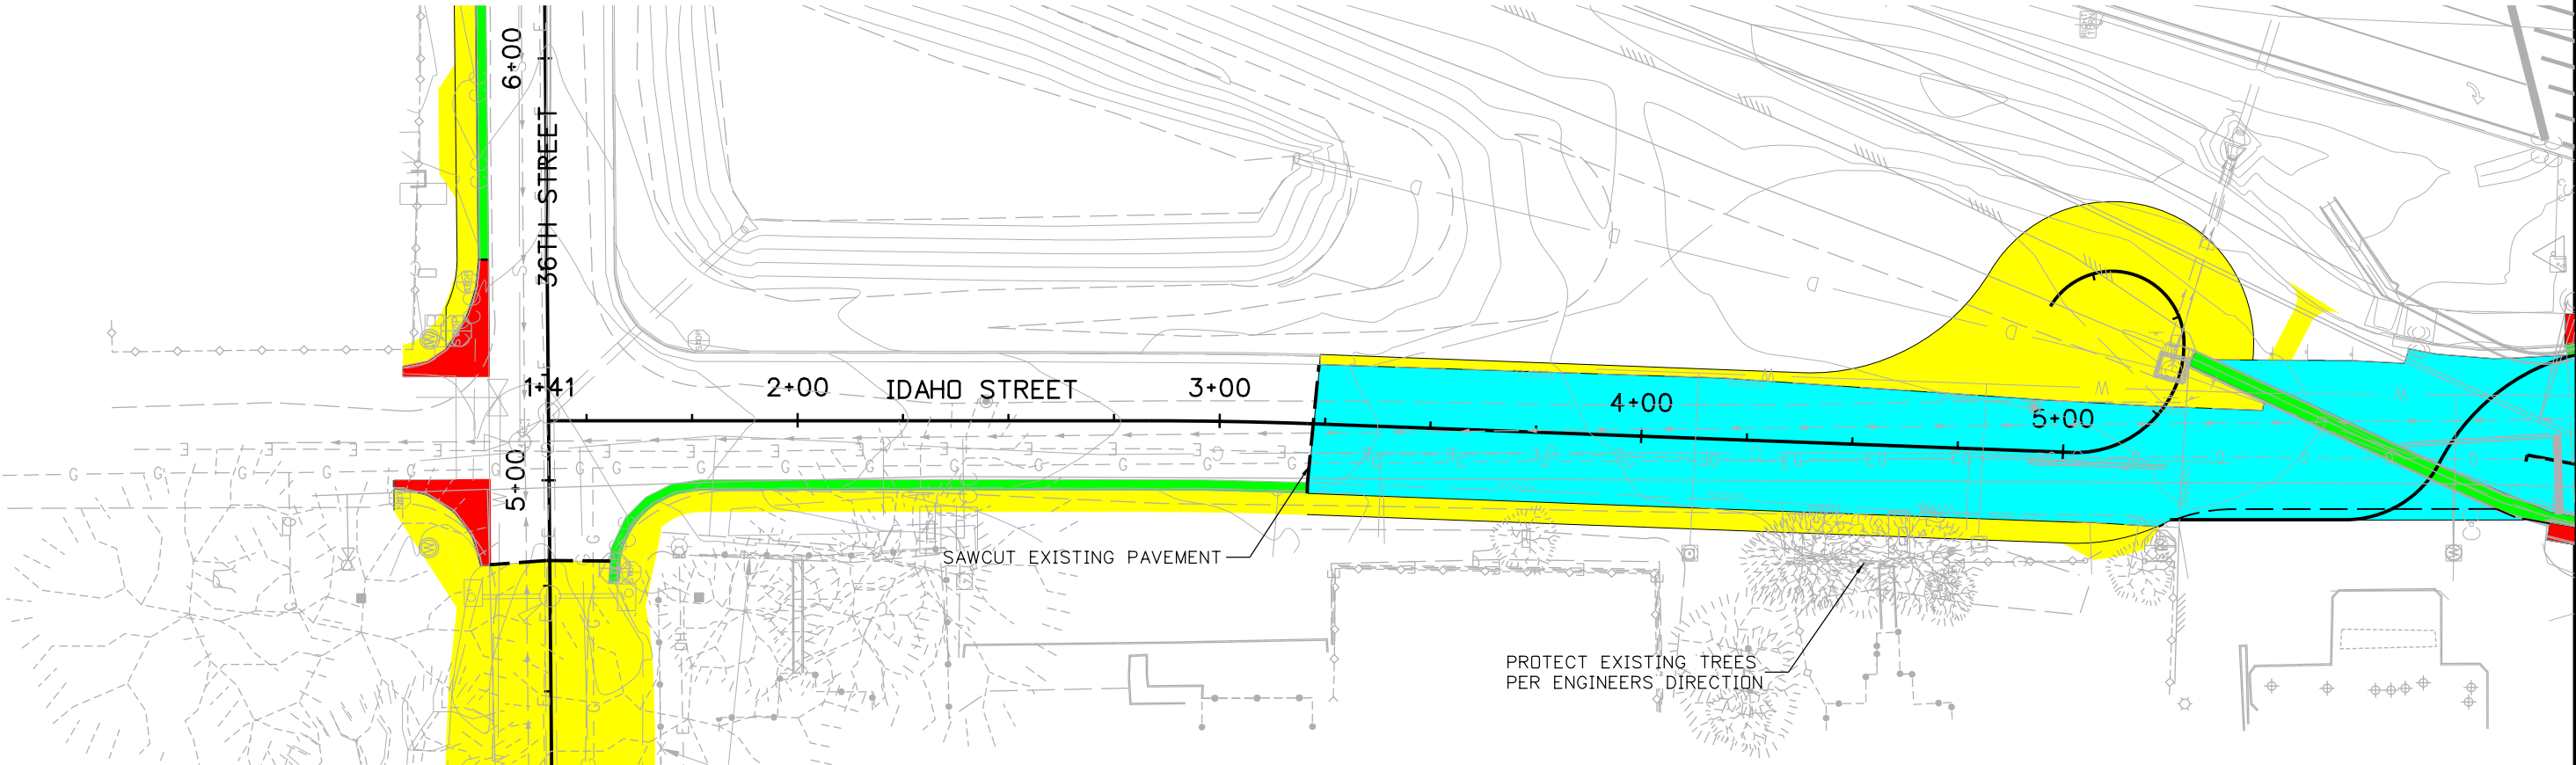 6+00
36TH STREET
1+41
2+00
IDAHO STREET
3+00
4+00
5+00
5+00
SAWCUT EXISTING PAVEMENT
PROTECT EXISTING TREES
PER ENGINEERS DIRECTION